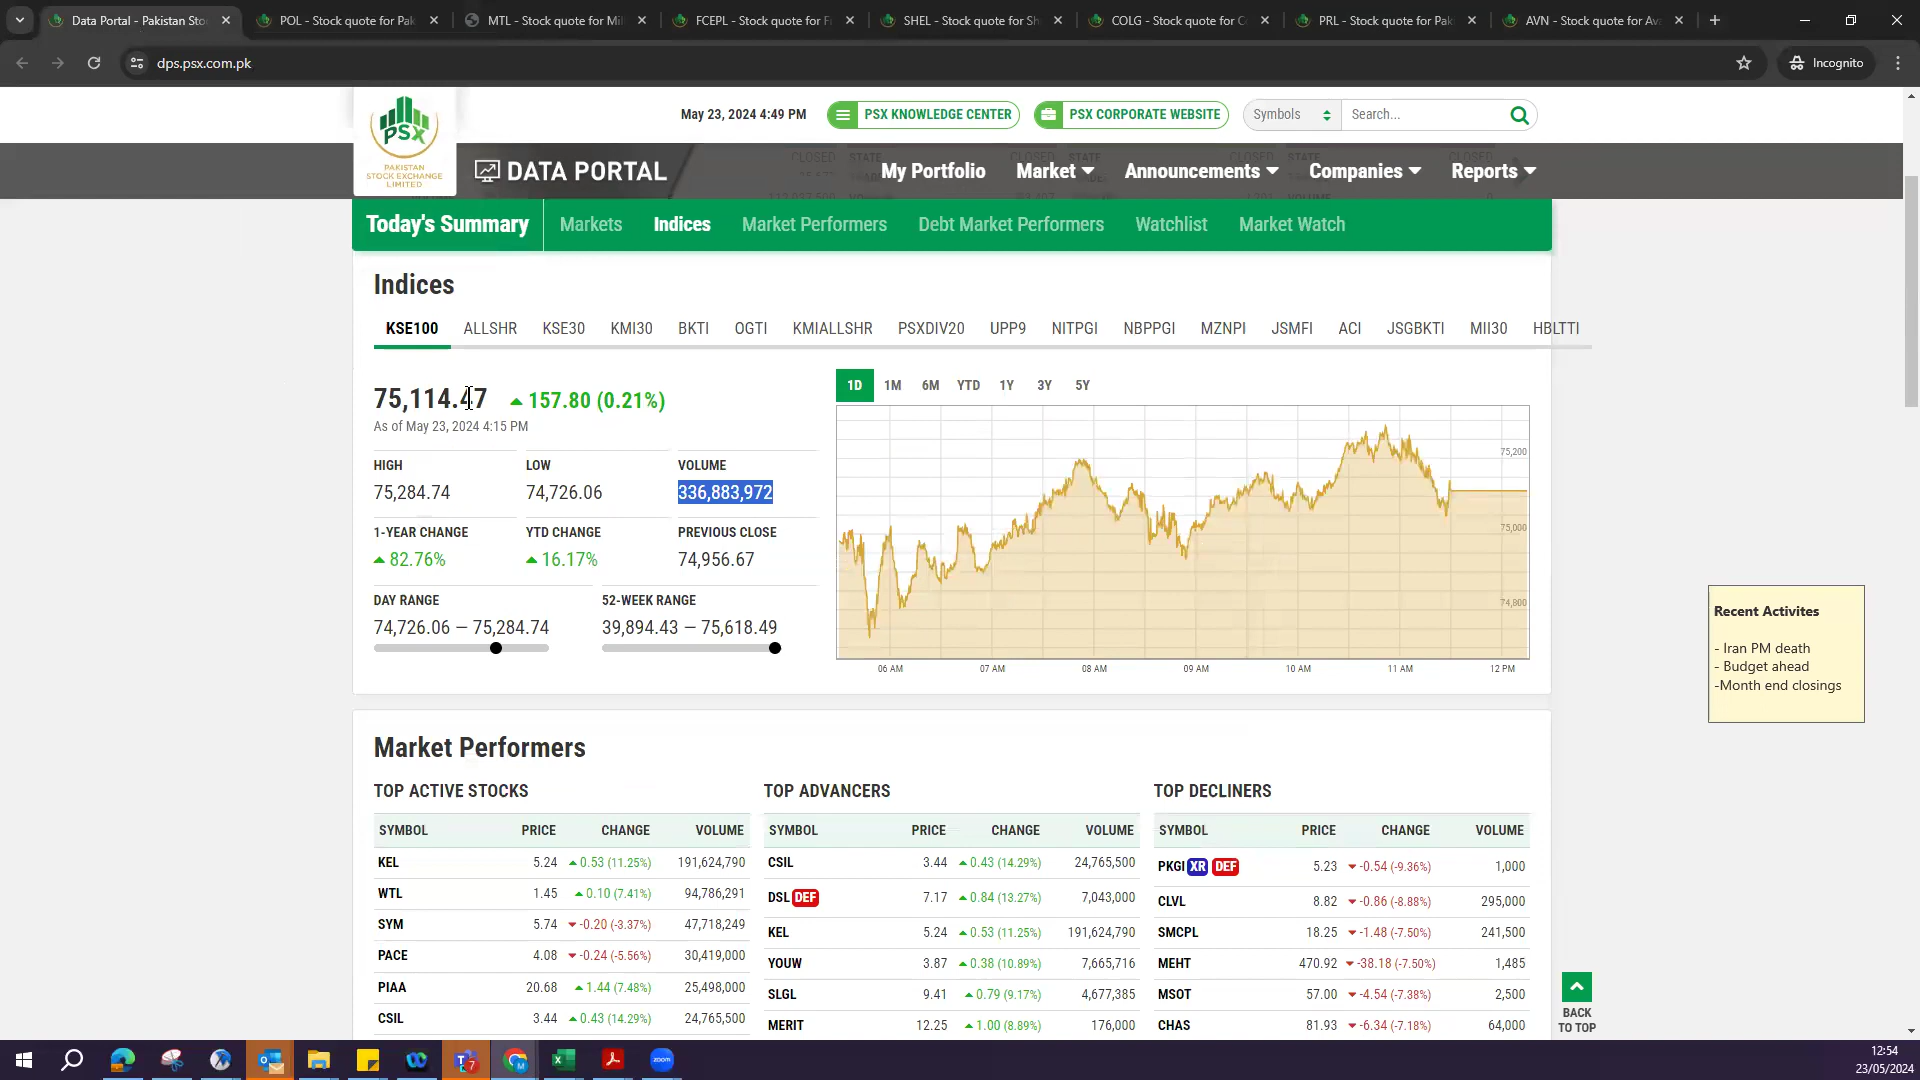 Data Portal - Pakistan Sto
POL - Stock quote for Pak
MTL - Stock quote for Mil
FCEPL - Stock quote for F
SHEL - Stock quote for Sh
COLG - Stock quote for C
PRL - Stock quote for Pak
AVN - Stock quote for Ava
dps.psx.com.pk
Incognito
PSX
PAKISTAN
STOCK EXCHANGE
LIMITED
May 23, 2024 4:49 PM
PSX KNOWLEDGE CENTER
PSX CORPORATE WEBSITE
Symbols
Search...
DATA PORTAL
My Portfolio
Market
Announcements
Companies
Reports
Today's Summary
Markets
Indices
Market Performers
Debt Market Performers
Watchlist
Market Watch
Indices
KSE100 ALLSHR KSE30 KMI30 BKTI OGTI KMIALLSHR PSXDIV20 UPP9 NITPGI NBPPGI MZNPI JSMFI ACI JSGBKTI MII30 HBLTTI
75,114.47 157.80 (0.21%)
As of May 23, 2024 4:15 PM
HIGH LOW VOLUME
75,284.74 74,726.06 336,883,972
1-YEAR CHANGE YTD CHANGE PREVIOUS CLOSE
82.76% 16.17% 74,956.67
DAY RANGE 52-WEEK RANGE
74,726.06 — 75,284.74 39,894.43 — 75,618.49
1D 1M 6M YTD 1Y 3Y 5Y
75,200
75,000
74,800
06 AM 07 AM 08 AM 09 AM 10 AM 11 AM 12 PM
Recent Activites
- Iran PM death
- Budget ahead
-Month end closings
Market Performers
TOP ACTIVE STOCKS
SYMBOL PRICE CHANGE VOLUME
KEL 5.24 0.53 (11.25%) 191,624,790
WTL 1.45 0.10 (7.41%) 94,786,291
SYM 5.74 -0.20 (-3.37%) 47,718,249
PACE 4.08 -0.24 (-5.56%) 30,419,000
PIAA 20.68 1.44 (7.48%) 25,498,000
CSIL 3.44 0.43 (14.29%) 24,765,500
TOP ADVANCERS
SYMBOL PRICE CHANGE VOLUME
CSIL 3.44 0.43 (14.29%) 24,765,500
DSL DEF 7.17 0.84 (13.27%) 7,043,000
KEL 5.24 0.53 (11.25%) 191,624,790
YOUW 3.87 0.38 (10.89%) 7,665,716
SLGL 9.41 0.79 (9.17%) 4,677,385
MERIT 12.25 1.00 (8.89%) 176,000
TOP DECLINERS
SYMBOL PRICE CHANGE VOLUME
PKGI XR DEF 5.23 -0.54 (-9.36%) 1,000
CLVL 8.82 -0.86 (-8.88%) 295,000
SMCPL 18.25 -1.48 (-7.50%) 241,500
MEHT 470.92 -38.18 (-7.50%) 1,485
MSOT 57.00 -4.54 (-7.38%) 2,500
CHAS 81.93 -6.34 (-7.18%) 64,000
BACK
TO TOP
7
zoom
12:54
23/05/2024